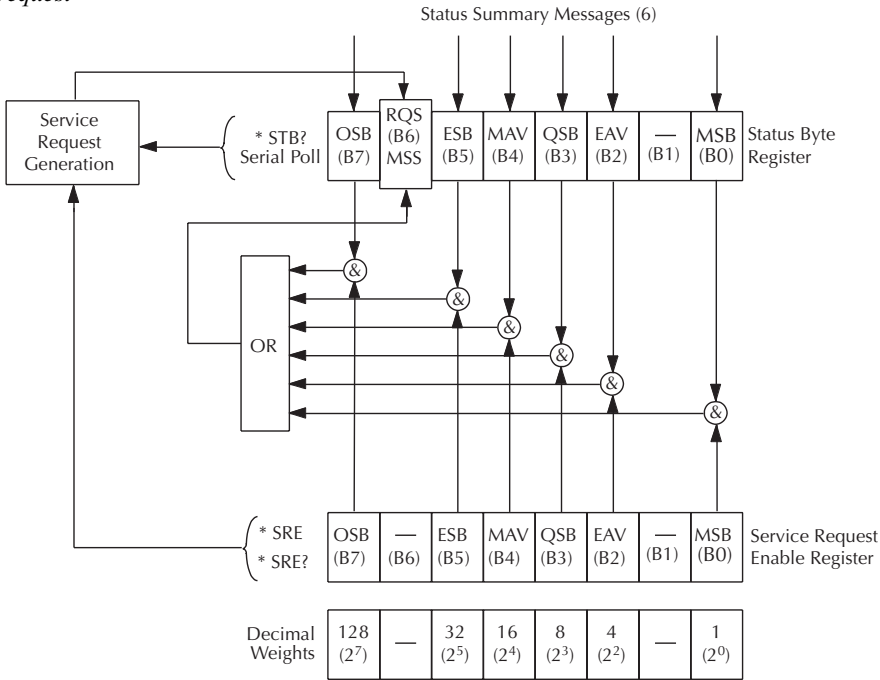 request
Status Summary Messages (6)
Service
Request
Generation
* STB?
Serial Poll
OSB
(B7)
RQS
(B6)
MSS
ESB
(B5)
MAV
(B4)
QSB
(B3)
EAV
(B2)
—
(B1)
MSB
(B0)
Status Byte
Register
&
&
&
&
&
&
OR
* SRE
* SRE?
OSB
(B7)
—
(B6)
ESB
(B5)
MAV
(B4)
QSB
(B3)
EAV
(B2)
—
(B1)
MSB
(B0)
Service Request
Enable Register
Decimal
Weights
128
(2⁷)
—
32
(2⁵)
16
(2⁴)
8
(2³)
4
(2²)
—
1
(2⁰)